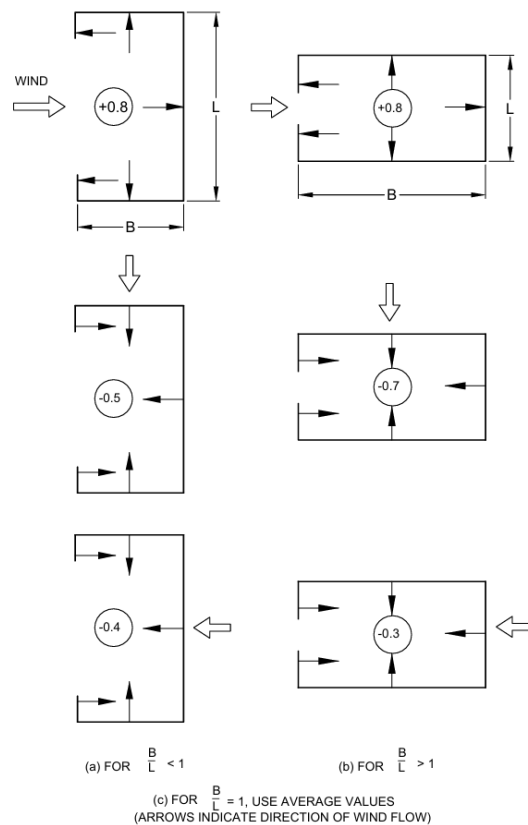 WIND
+0.8
L
B
+0.8
L
B
-0.5
-0.7
-0.4
-0.3
(a) FOR B/L < 1
(b) FOR B/L > 1
(c) FOR B/L = 1, USE AVERAGE VALUES
(ARROWS INDICATE DIRECTION OF WIND FLOW)